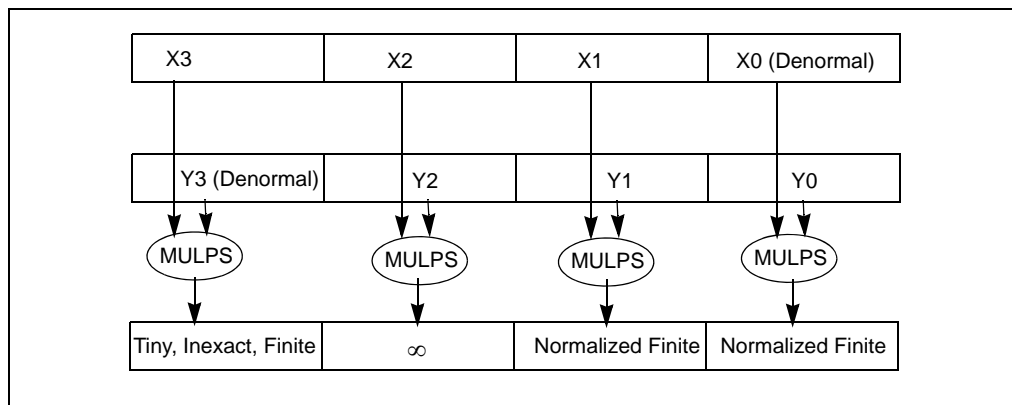 X3 X2 X1 X0 (Denormal)
Y3 (Denormal) Y2 Y1 Y0
MULPS MULPS MULPS MULPS
Tiny, Inexact, Finite ∞ Normalized Finite Normalized Finite